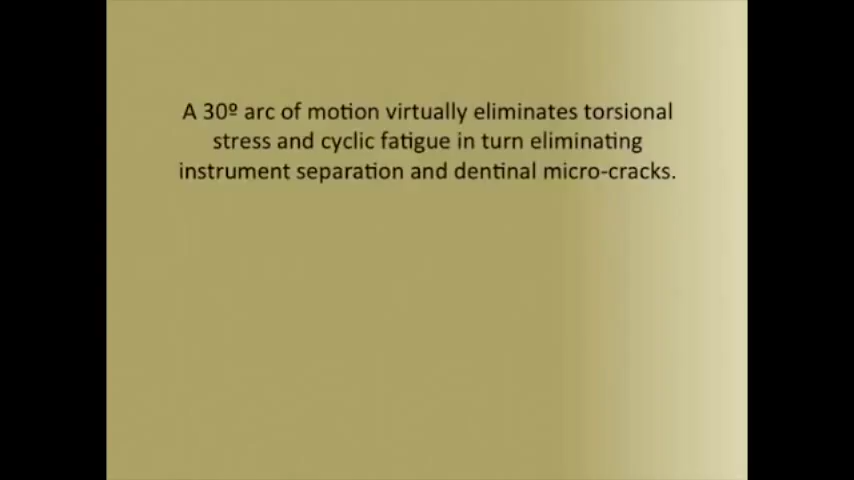 A 30º arc of motion virtually eliminates torsional
stress and cyclic fatigue in turn eliminating
instrument separation and dentinal micro-cracks.